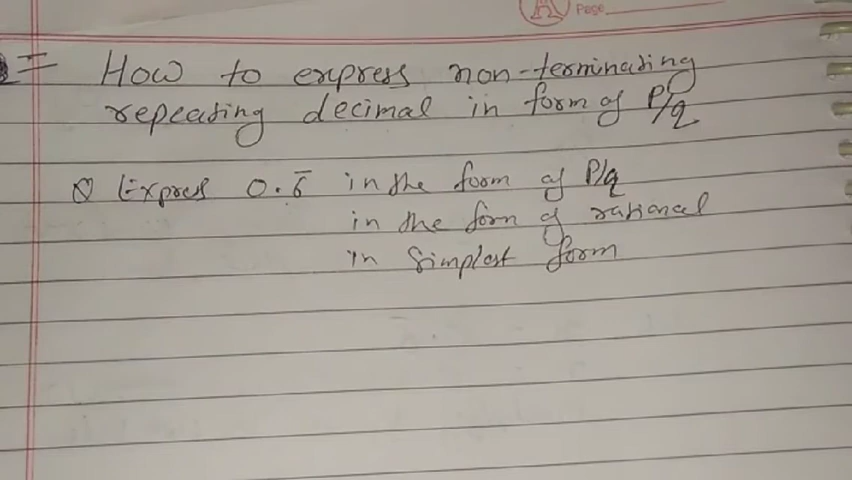 Page
How to express non-terminating
repeating decimal in form of P/q
Q Express 0.6̅ in the form of P/q
in the form of rational
in simplest form